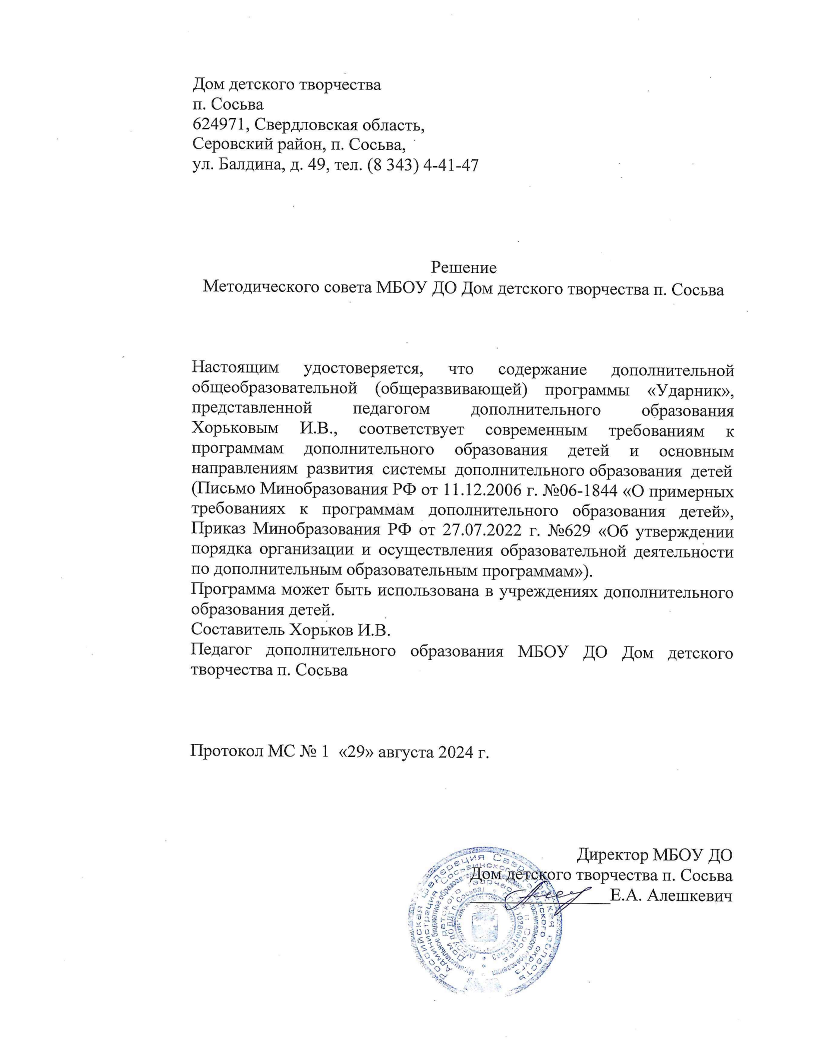 Дом детского творчества
п. Сосьва
624971, Свердловская область,
Серовский район, п. Сосьва,
ул. Балдина, д. 49, тел. (8 343) 4-41-47
Решение
Методического совета МБОУ ДО Дом детского творчества п. Сосьва
Настоящим удостоверяется, что содержание дополнительной
общеобразовательной (общеразвивающей) программы «Ударник»,
представленной педагогом дополнительного образования
Хорьковым И.В., соответствует современным требованиям к
программам дополнительного образования детей и основным
направлениям развития системы дополнительного образования детей
(Письмо Минобразования РФ от 11.12.2006 г. №06-1844 «О примерных
требованиях к программам дополнительного образования детей»,
Приказ Минобразования РФ от 27.07.2022 г. №629 «Об утверждении
порядка организации и осуществления образовательной деятельности
по дополнительным образовательным программам»).
Программа может быть использована в учреждениях дополнительного
образования детей.
Составитель Хорьков И.В.
Педагог дополнительного образования МБОУ ДО Дом детского
творчества п. Сосьва
Протокол МС № 1 «29» августа 2024 г.
Директор МБОУ ДО
Дом детского творчества п. Сосьва
Е.А. Алешкевич
Российская Федерация